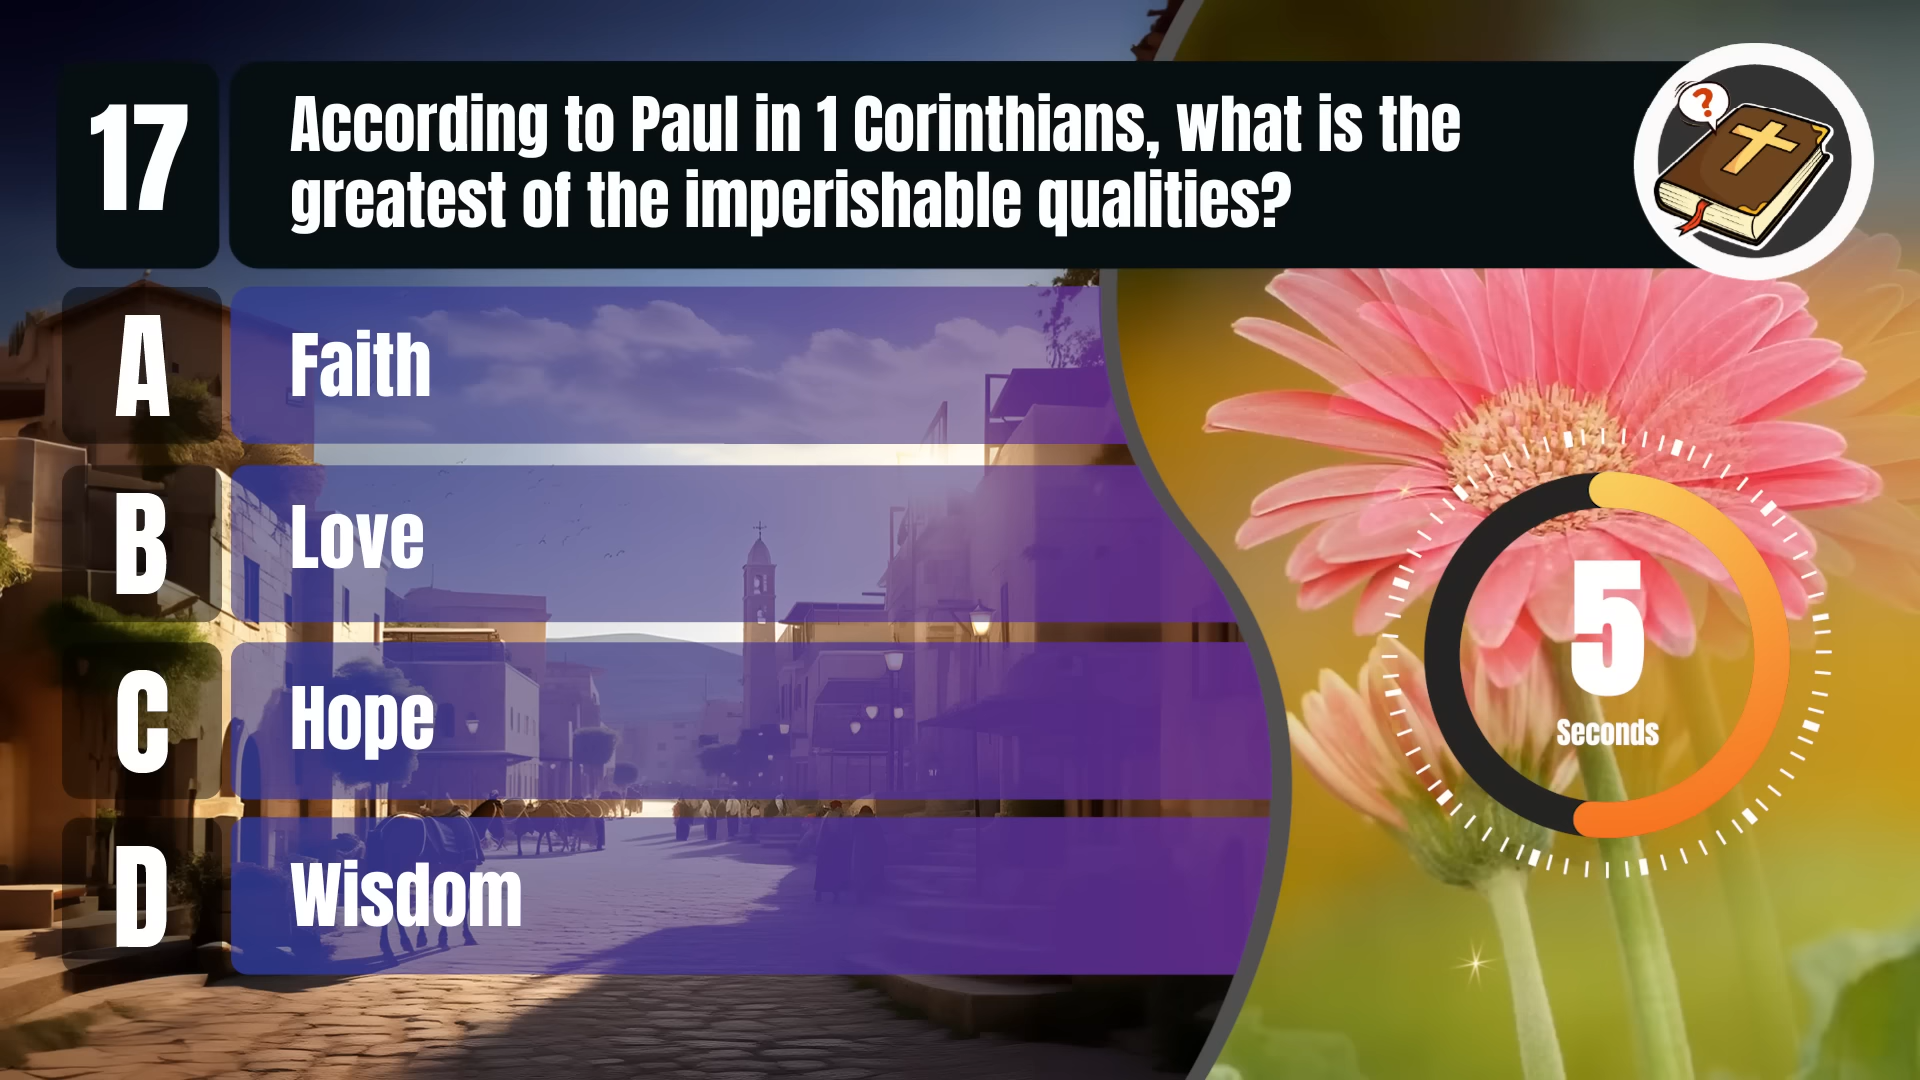 17
According to Paul in 1 Corinthians, what is the
greatest of the imperishable qualities?
?
A
Faith
B
Love
C
Hope
D
Wisdom
5
Seconds